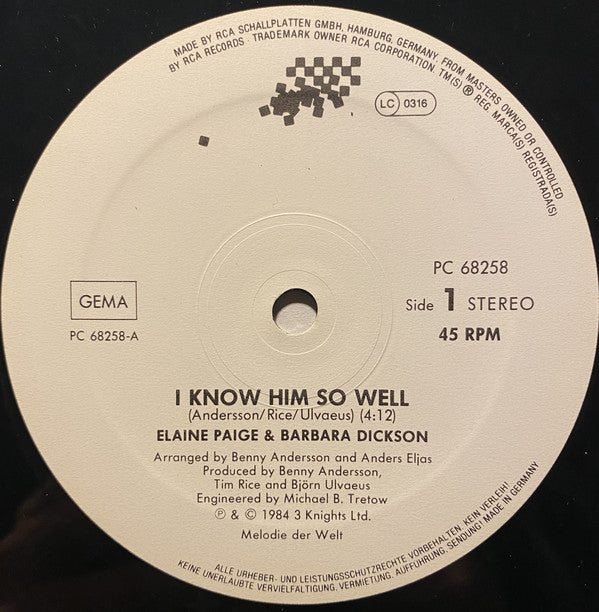 MADE BY RCA SCHALLPLATTEN GMBH, HAMBURG, GERMANY, FROM MASTERS OWNED OR CONTROLLED
BY RCA RECORDS · TRADEMARK OWNER RCA CORPORATION. TM(S) ® REG. MARCA(S) REGISTRADA(S)
LC 0316
GEMA
PC 68258-A
PC 68258
Side 1 STEREO
45 RPM
I KNOW HIM SO WELL
(Andersson/Rice/Ulvaeus) (4:12)
ELAINE PAIGE & BARBARA DICKSON
Arranged by Benny Andersson and Anders Eljas
Produced by Benny Andersson,
Tim Rice and Björn Ulvaeus
Engineered by Michael B. Tretow
℗ & © 1984 3 Knights Ltd.
Melodie der Welt
ALLE URHEBER- UND LEISTUNGSSCHUTZRECHTE VORBEHALTEN. KEIN VERLEIH!
KEINE UNERLAUBTE VERVIELFÄLTIGUNG, VERMIETUNG, AUFFÜHRUNG, SENDUNG! MADE IN GERMANY